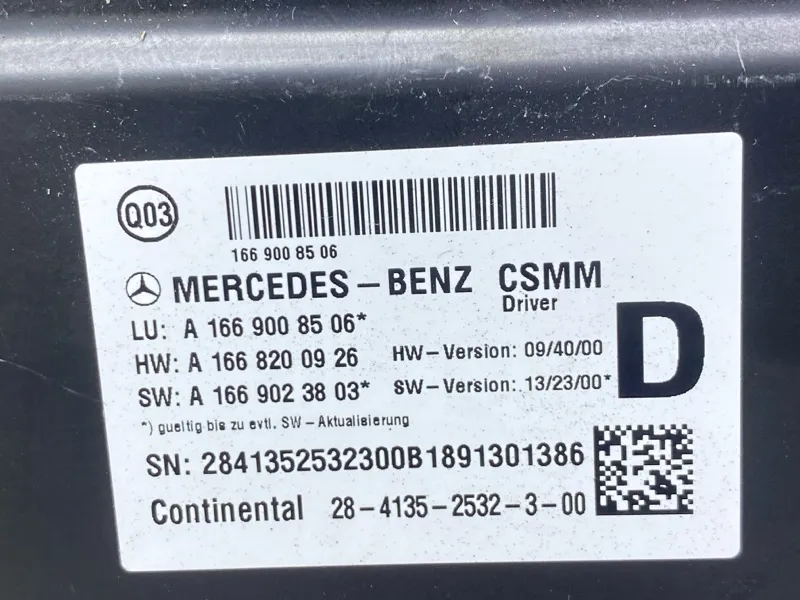 Q03
166 900 85 06
MERCEDES-BENZ CSMM
Driver
D
LU: A 166 900 85 06*
HW: A 166 820 09 26 HW-Version: 09/40/00
SW: A 166 902 38 03* SW-Version: 13/23/00*
*) gueltig bis zu evtl. SW-Aktualisierung
SN: 2841352532300B1891301386
Continental 28-4135-2532-3-00